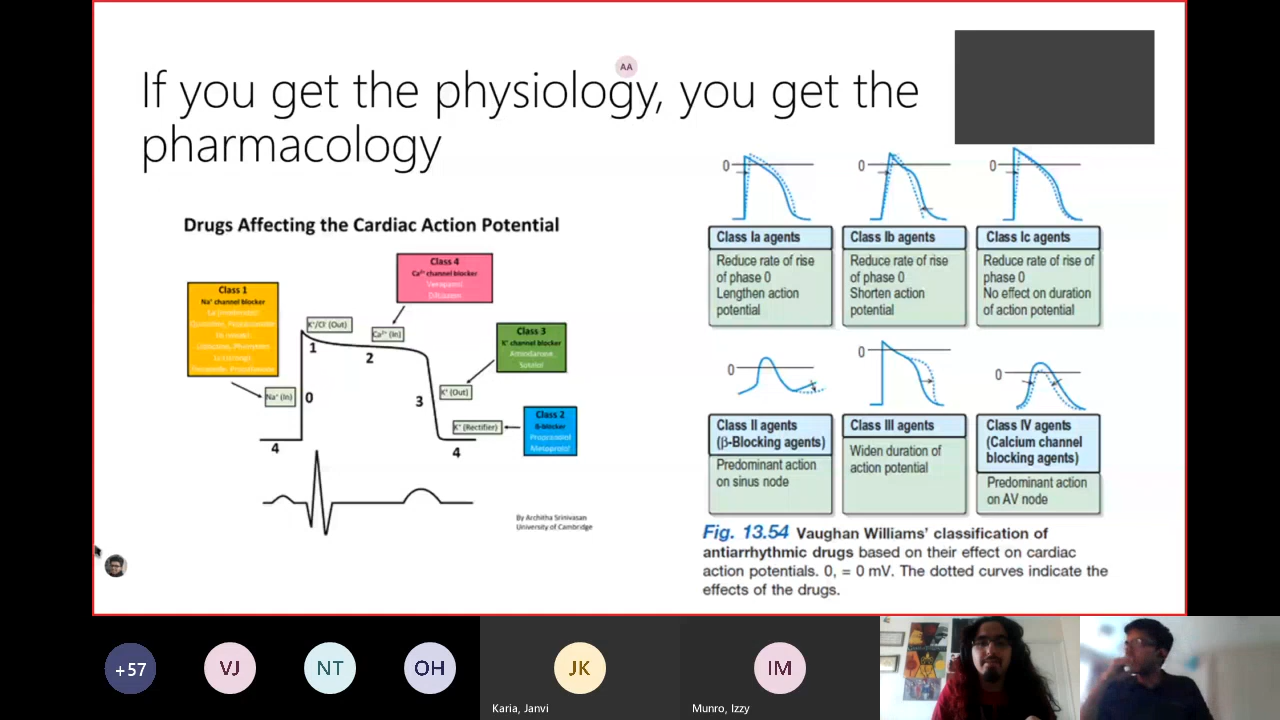 If you get the physiology, you get the
pharmacology
AA
Drugs Affecting the Cardiac Action Potential
Class 1
Na⁺ channel blocker
Class 4
Ca²⁺ channel blocker
Verapamil
Diltiazem
Class 3
K⁺ channel blocker
Amiodarone,
Sotalol
Class 2
β-blocker
Propranolol
Metoprolol
K⁺/Cl⁻ (Out)
Ca²⁺ (In)
Na⁺ (In)
K⁺ (Out)
K⁺ (Rectifier)
0
1
2
3
4
4
By Architha Srinivasan
University of Cambridge
0
0
0
Class Ia agents
Reduce rate of rise
of phase 0
Lengthen action
potential
Class Ib agents
Reduce rate of rise
of phase 0
Shorten action
potential
Class Ic agents
Reduce rate of rise of
phase 0
No effect on duration
of action potential
0
0
0
Class II agents
(β-Blocking agents)
Predominant action
on sinus node
Class III agents
Widen duration of
action potential
Class IV agents
(Calcium channel
blocking agents)
Predominant action
on AV node
Fig. 13.54 Vaughan Williams’ classification of
antiarrhythmic drugs based on their effect on cardiac
action potentials. 0, = 0 mV. The dotted curves indicate the
effects of the drugs.
+57
VJ
NT
OH
JK
Karia, Janvi
IM
Munro, Izzy